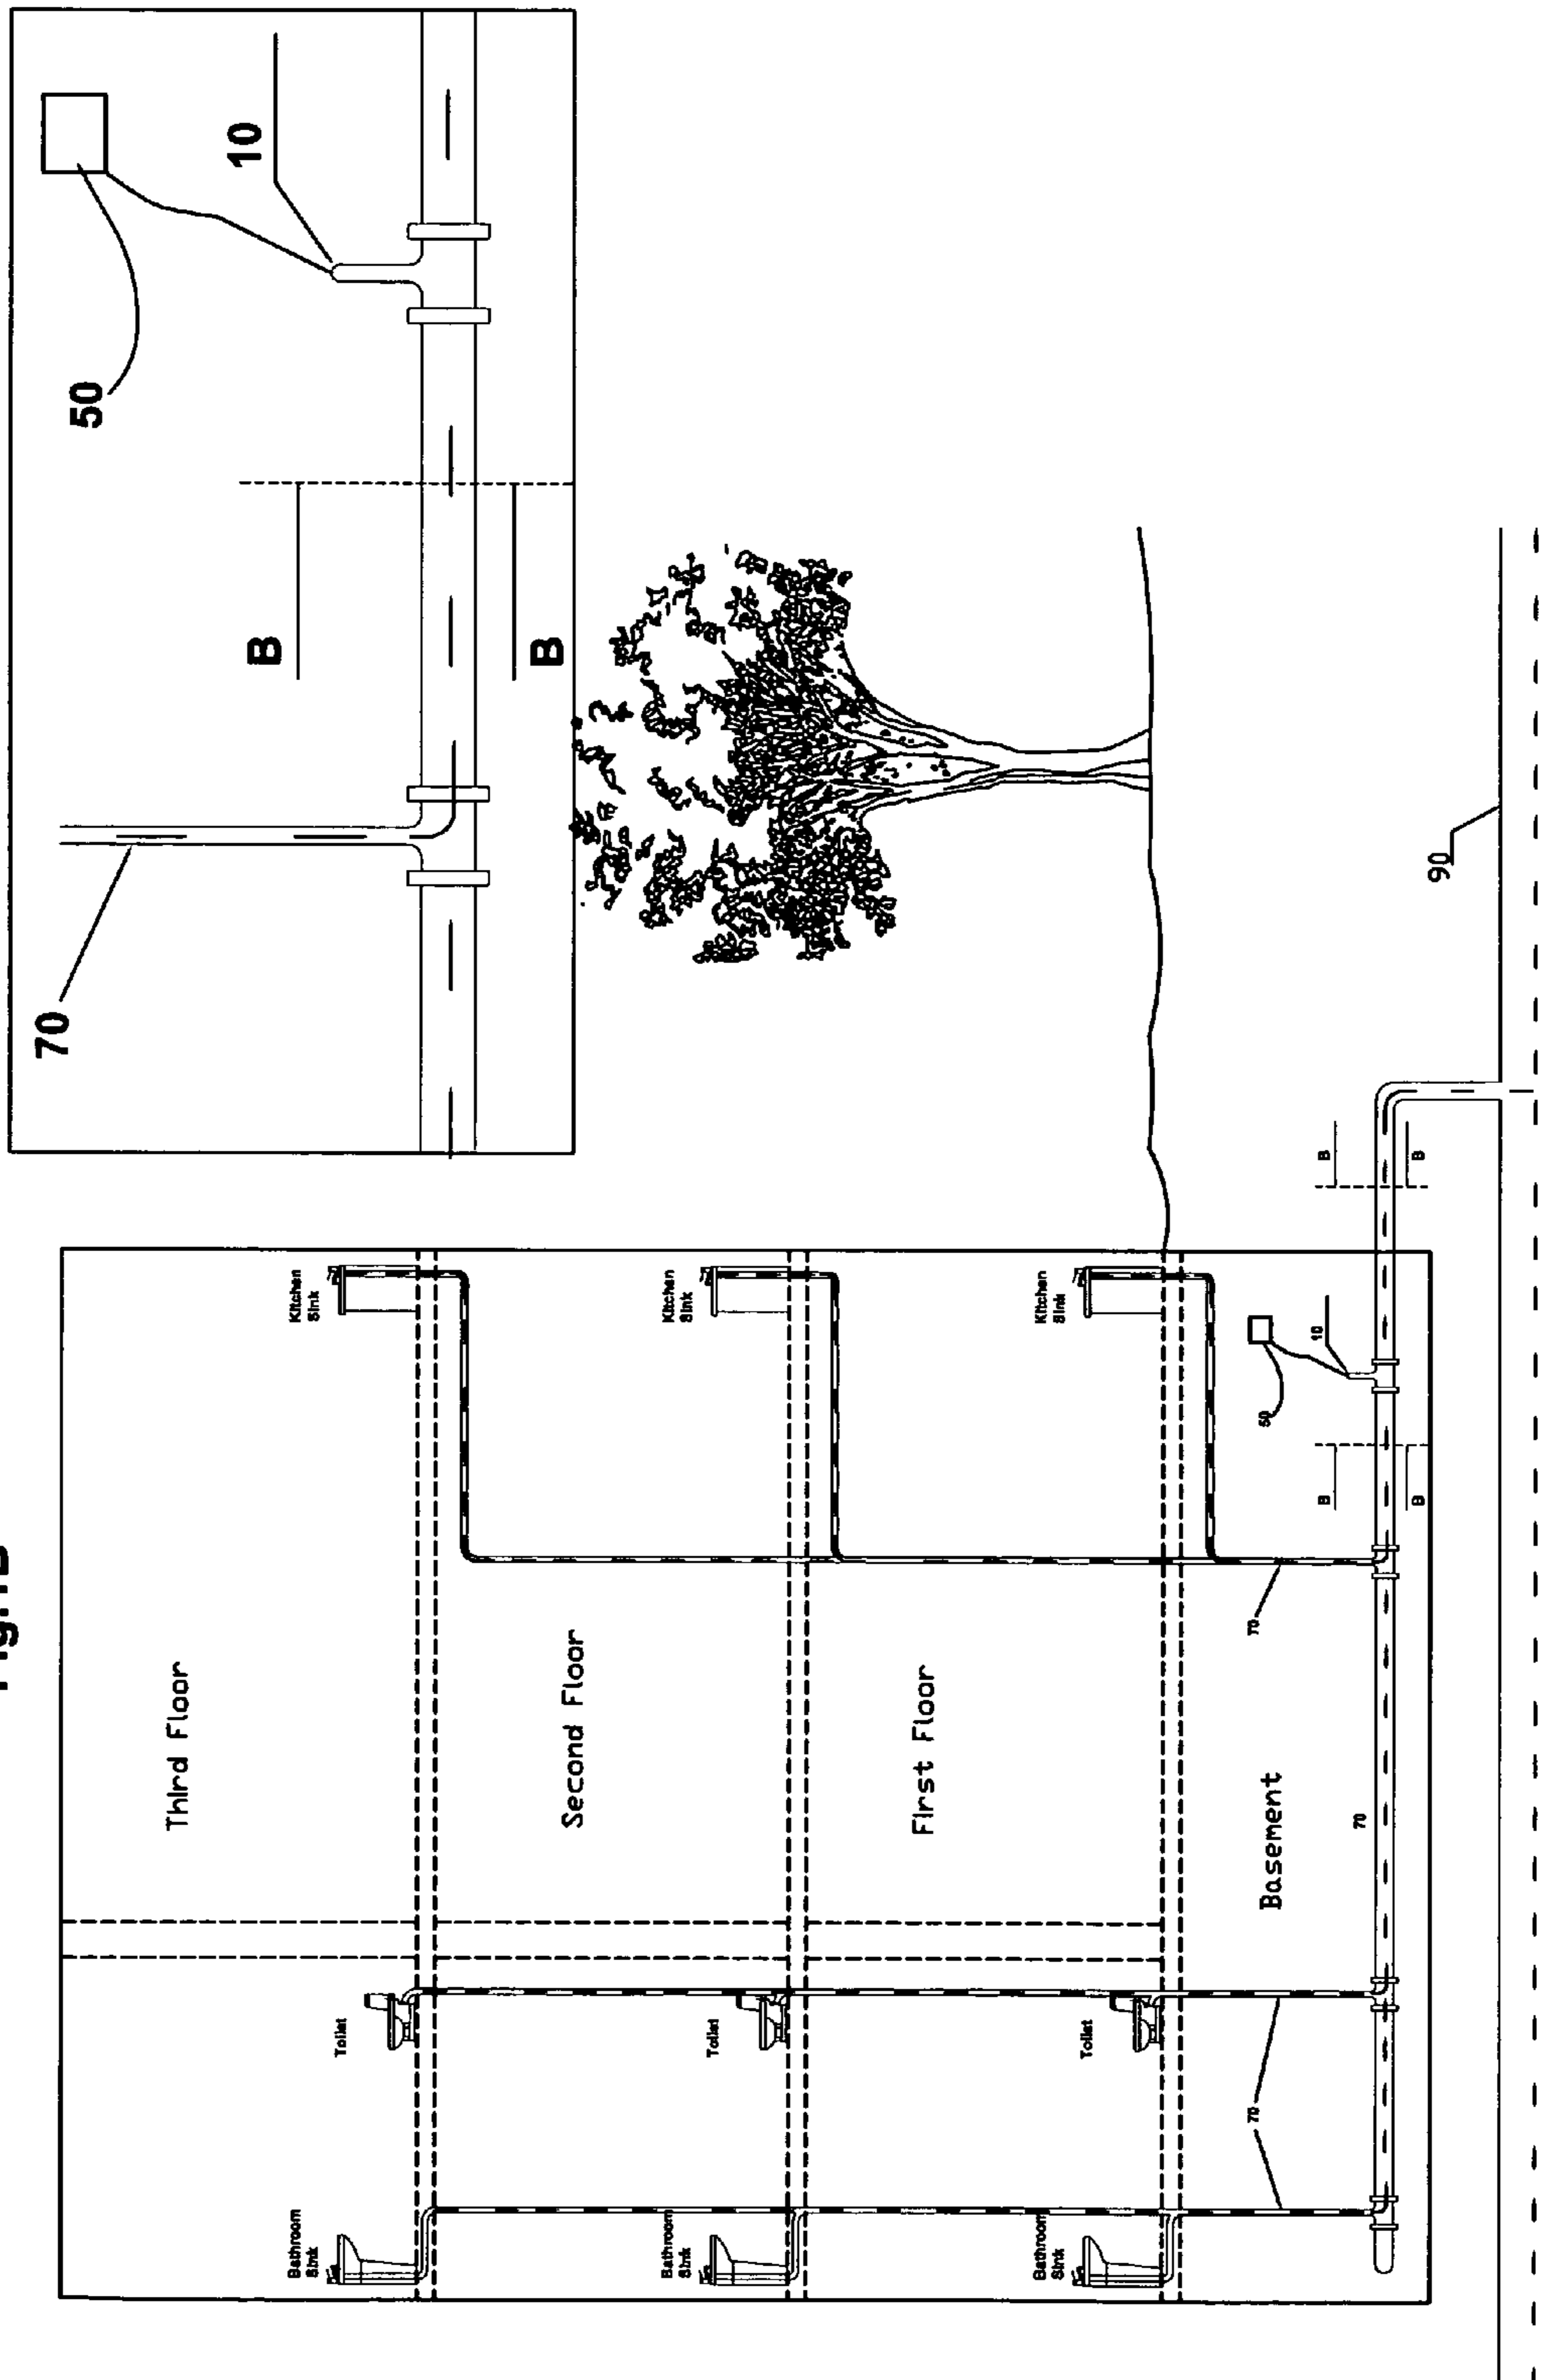 70
50
Third Floor
10
B
Bathroom
Sink
Kitchen
Sink
Toilet
B
Second Floor
Bathroom
Sink
Kitchen
Sink
Toilet
First Floor
Bathroom
Sink
Kitchen
Sink
Toilet
70
70
50
Basement
10
B
B
70
B
B
90